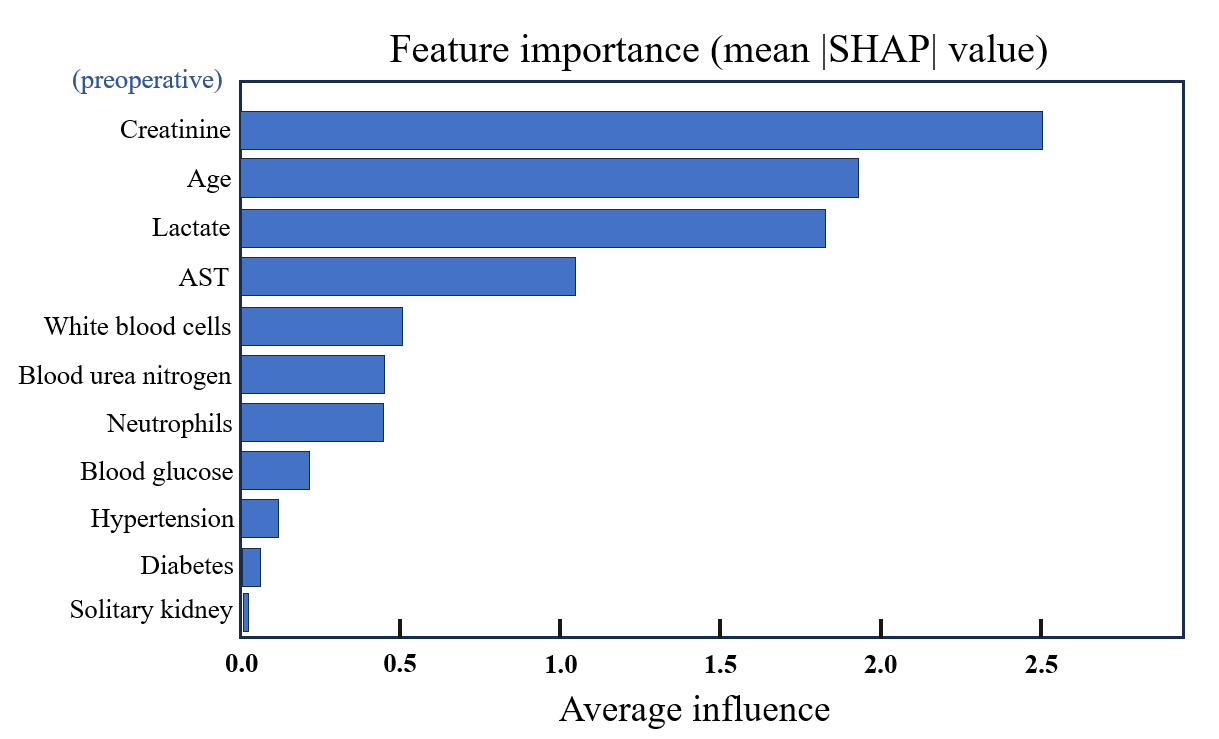 Feature importance (mean |SHAP| value)
(preoperative)
Creatinine
Age
Lactate
AST
White blood cells
Blood urea nitrogen
Neutrophils
Blood glucose
Hypertension
Diabetes
Solitary kidney
0.0 0.5 1.0 1.5 2.0 2.5
Average influence